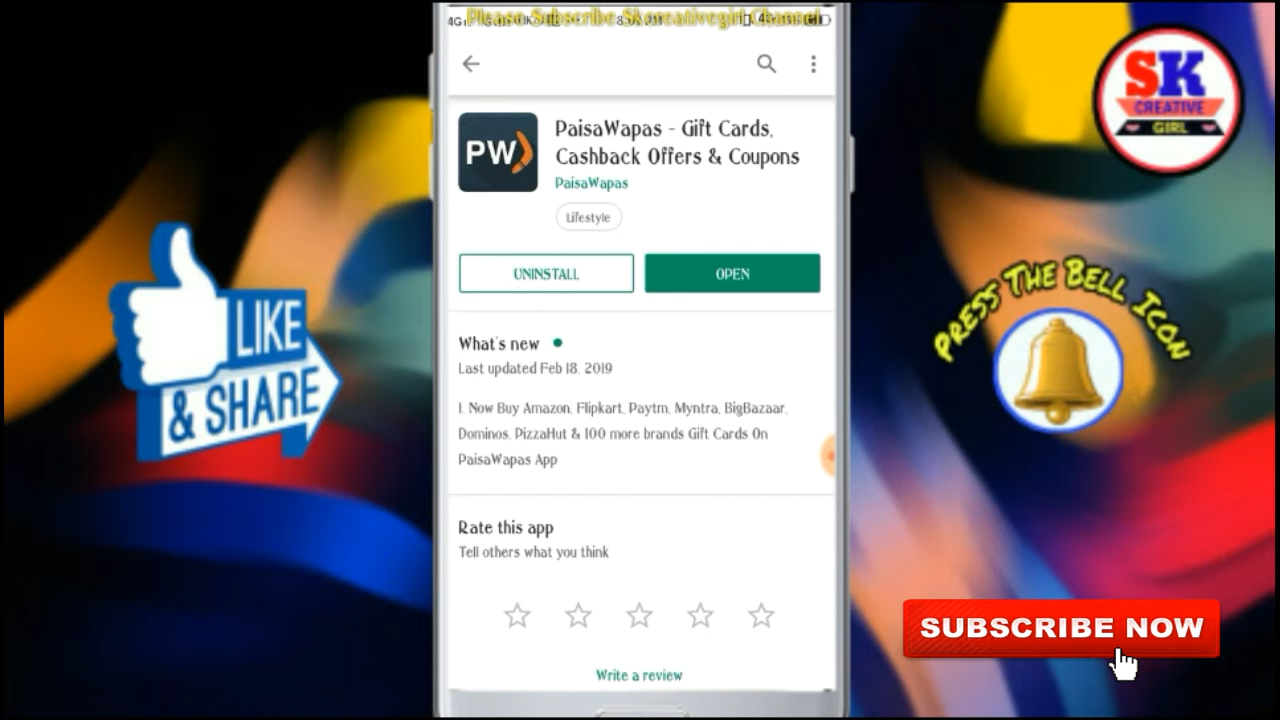 Please Subscribe Skcreativegirl Channel
PW
PaisaWapas - Gift Cards,
Cashback Offers & Coupons
PaisaWapas
Lifestyle
UNINSTALL
OPEN
What's new
Last updated Feb 18, 2019
1. Now Buy Amazon, Flipkart, Paytm, Myntra, BigBazaar,
Dominos, PizzaHut & 100 more brands Gift Cards On
PaisaWapas App
Rate this app
Tell others what you think
Write a review
LIKE
& SHARE
SK
CREATIVE
GIRL
PRESS THE BELL ICON
SUBSCRIBE NOW